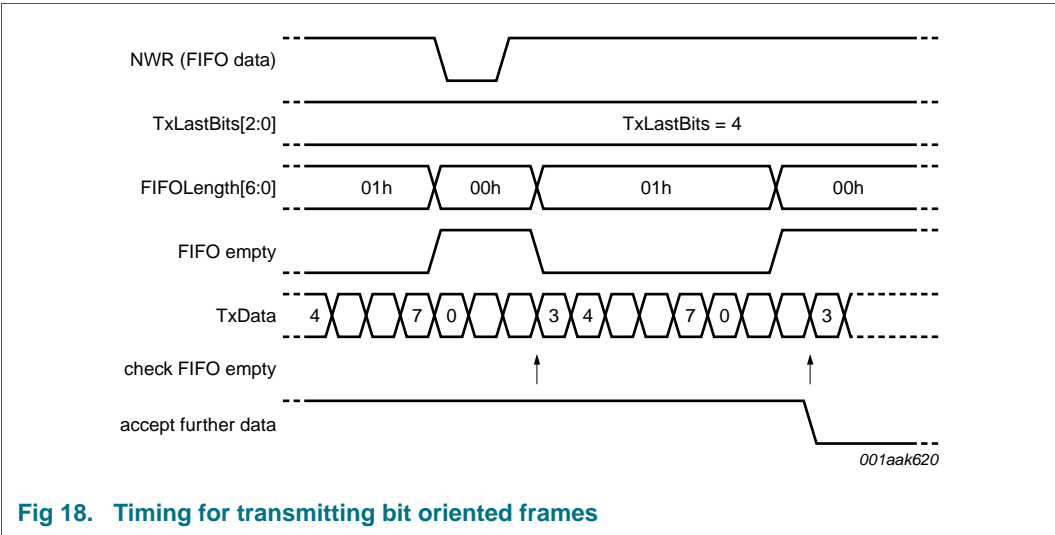 NWR (FIFO data)
TxLastBits[2:0] TxLastBits = 4
FIFOLength[6:0] 01h 00h 01h 00h
FIFO empty
TxData 4 7 0 3 4 7 0 3
check FIFO empty
accept further data
001aak620
Fig 18. Timing for transmitting bit oriented frames